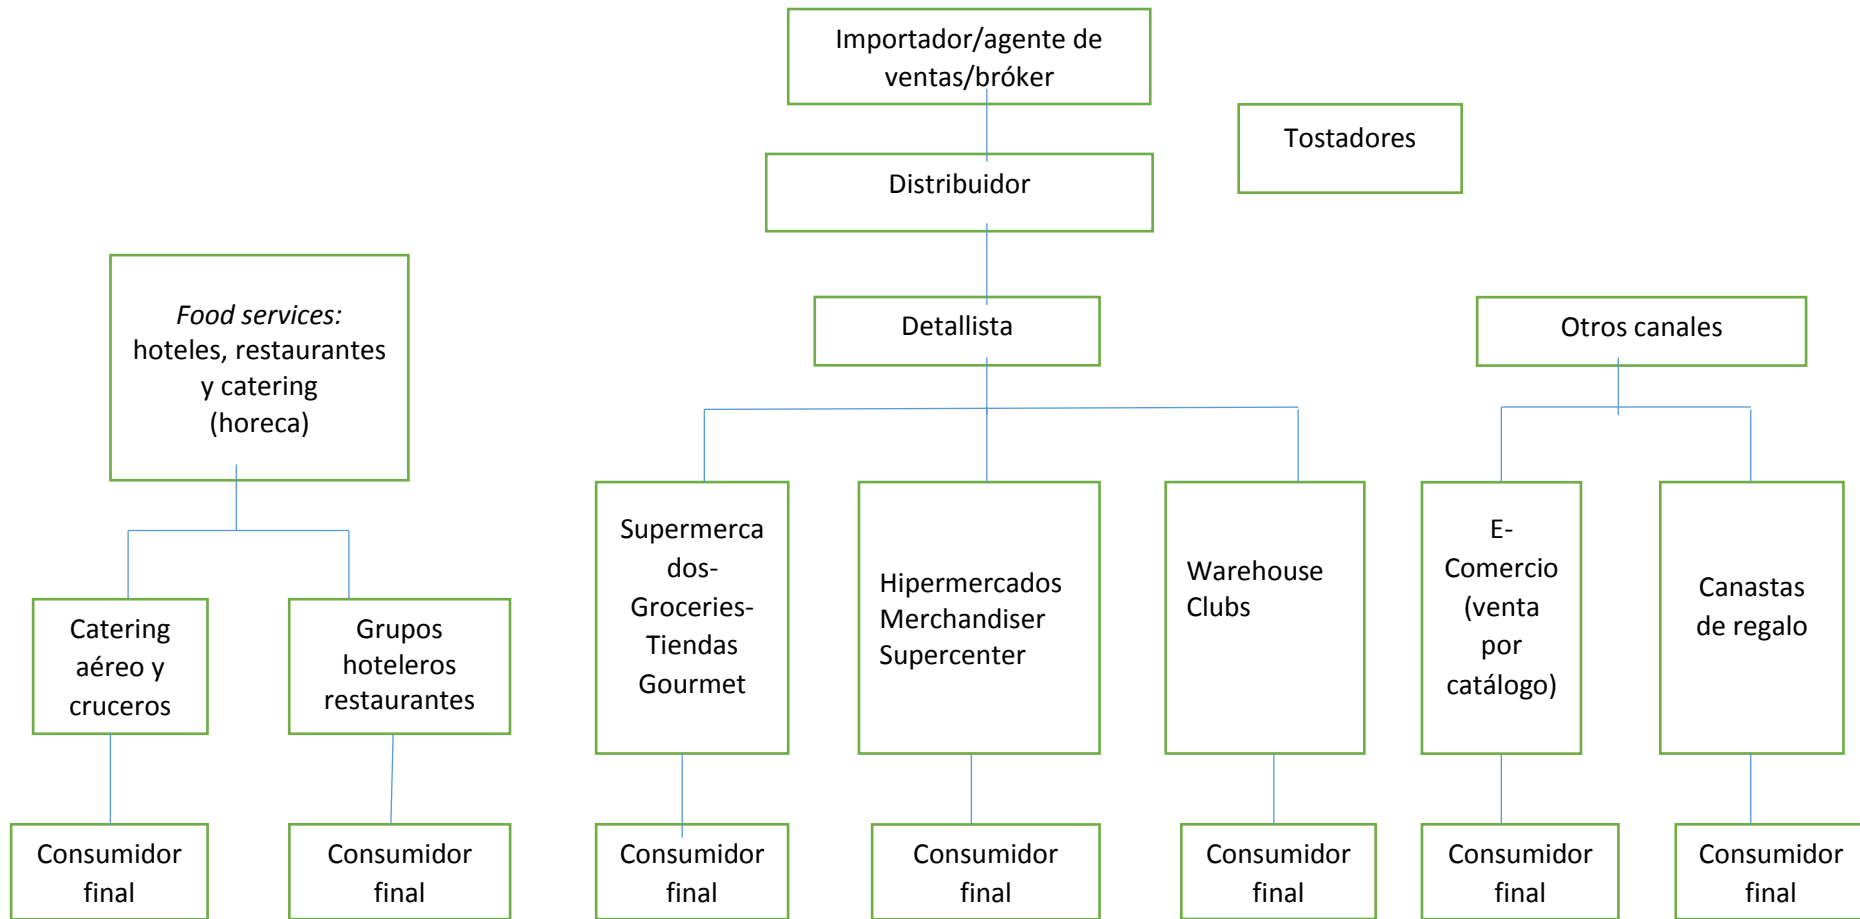 Importador/agente de
ventas/bróker
Tostadores
Distribuidor
Food services:
hoteles, restaurantes
y catering
(horeca)
Detallista
Otros canales
Supermerca
dos-
Groceries-
Tiendas
Gourmet
Hipermercados
Merchandiser
Supercenter
Warehouse
Clubs
E-
Comercio
(venta
por
catálogo)
Canastas
de regalo
Catering
aéreo y
cruceros
Grupos
hoteleros
restaurantes
Consumidor
final
Consumidor
final
Consumidor
final
Consumidor
final
Consumidor
final
Consumidor
final
Consumidor
final